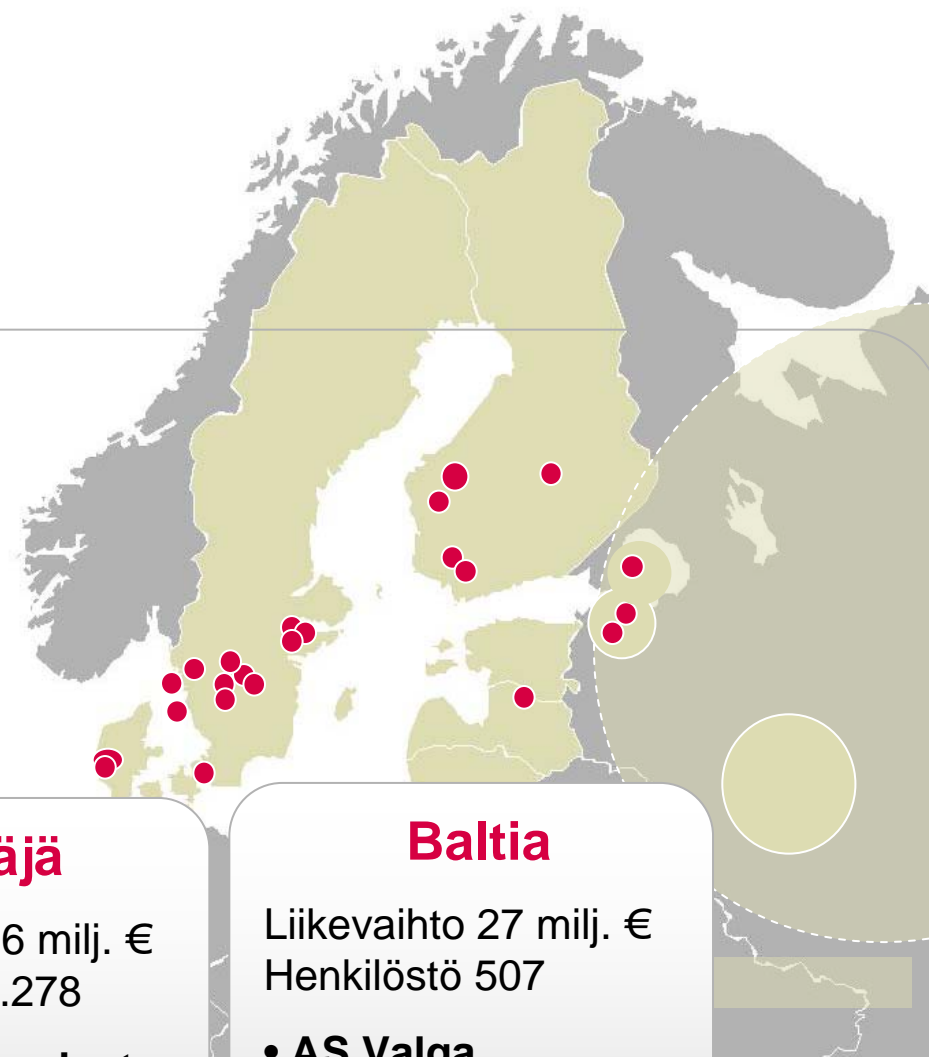 äjä
6 milj. €
.278
Baltia
Liikevaihto 27 milj. €
Henkilöstö 507
• AS Valga